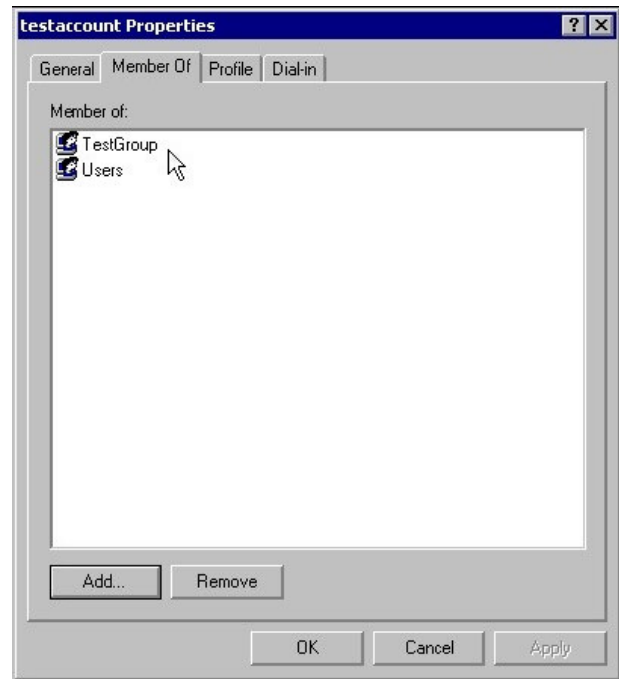 testaccount Properties
General Member Of Profile Dial-in
Member of:
TestGroup
Users
Add... Remove
OK Cancel Apply